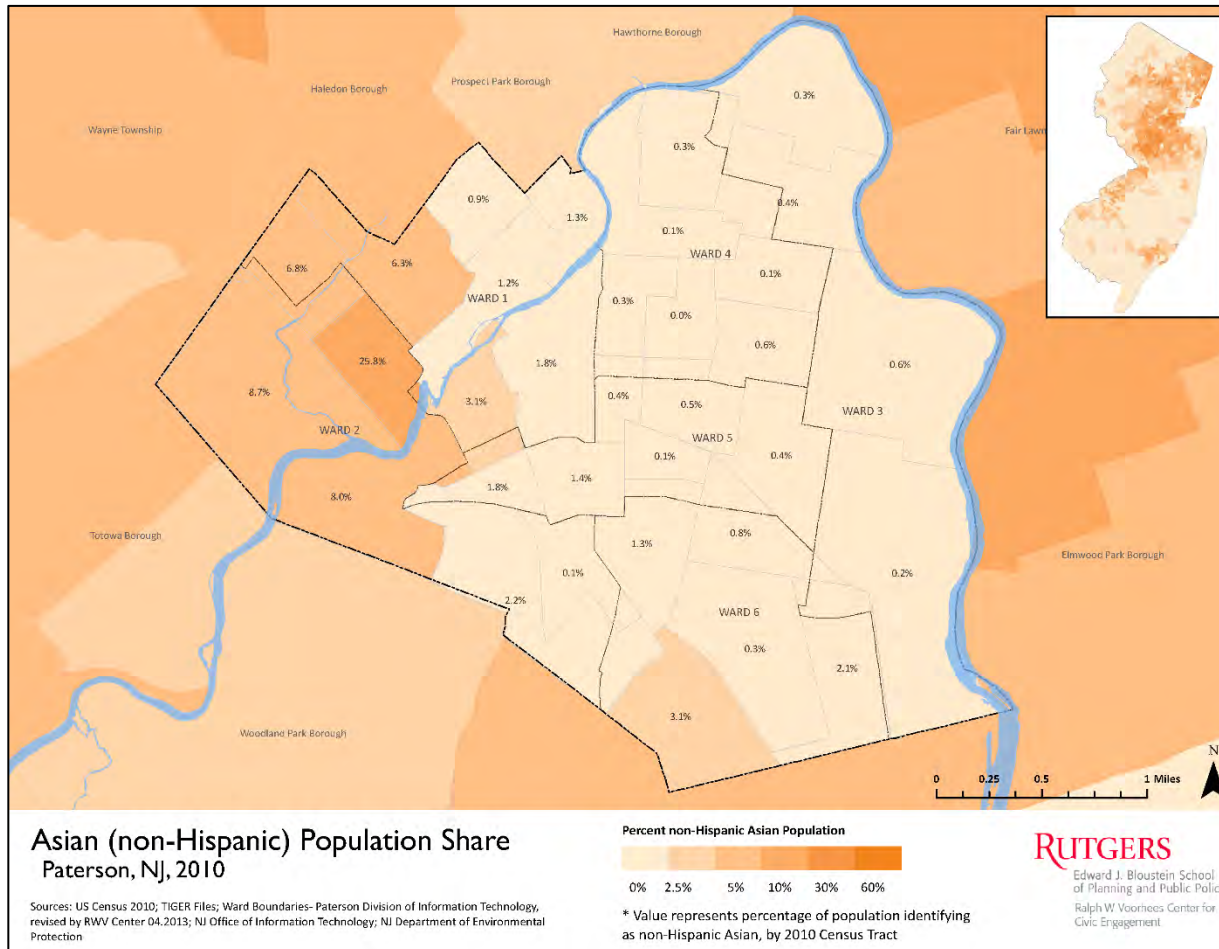 Hawthorne Borough
Prospect Park Borough
Haledon Borough
Wayne Township
Fair Lawn
0.3%
0.3%
0.9%
1.3%
0.4%
0.1%
WARD 4
6.8%
6.3%
1.2%
WARD 1
0.1%
0.3%
0.0%
0.6%
25.8%
1.8%
0.6%
8.7%
3.1%
0.4%
0.5%
WARD 3
WARD 2
WARD 5
0.1%
0.4%
1.8%
1.4%
8.0%
Totowa Borough
1.3%
0.8%
Elmwood Park Borough
0.1%
0.2%
2.2%
WARD 6
0.3%
2.1%
3.1%
Woodland Park Borough
N
0 0.25 0.5 1 Miles
Asian (non-Hispanic) Population Share
Paterson, NJ, 2010
Sources: US Census 2010; TIGER Files; Ward Boundaries- Paterson Division of Information Technology,
revised by RWV Center 04.2013; NJ Office of Information Technology; NJ Department of Environmental
Protection
Percent non-Hispanic Asian Population
0% 2.5% 5% 10% 30% 60%
* Value represents percentage of population identifying
as non-Hispanic Asian, by 2010 Census Tract
RUTGERS
Edward J. Bloustein School
of Planning and Public Polic
Ralph W Voorhees Center for
Civic Engagement